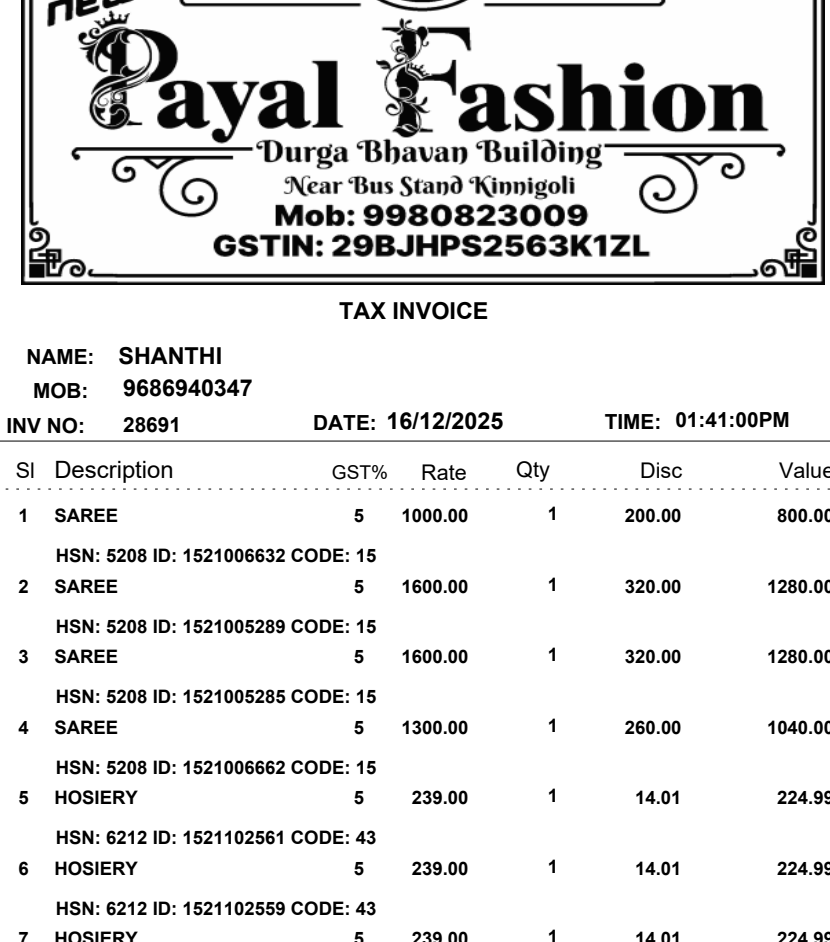 new
Payal Fashion
Durga Bhavan Building
Near Bus Stand Kinnigoli
Mob: 9980823009
GSTIN: 29BJHPS2563K1ZL
TAX INVOICE
NAME: SHANTHI
MOB: 9686940347
INV NO: 28691 DATE: 16/12/2025 TIME: 01:41:00PM
Sl Description GST% Rate Qty Disc Value
1 SAREE 5 1000.00 1 200.00 800.00
HSN: 5208 ID: 1521006632 CODE: 15
2 SAREE 5 1600.00 1 320.00 1280.00
HSN: 5208 ID: 1521005289 CODE: 15
3 SAREE 5 1600.00 1 320.00 1280.00
HSN: 5208 ID: 1521005285 CODE: 15
4 SAREE 5 1300.00 1 260.00 1040.00
HSN: 5208 ID: 1521006662 CODE: 15
5 HOSIERY 5 239.00 1 14.01 224.99
HSN: 6212 ID: 1521102561 CODE: 43
6 HOSIERY 5 239.00 1 14.01 224.99
HSN: 6212 ID: 1521102559 CODE: 43
7 HOSIERY 5 239.00 1 14.01 224.99